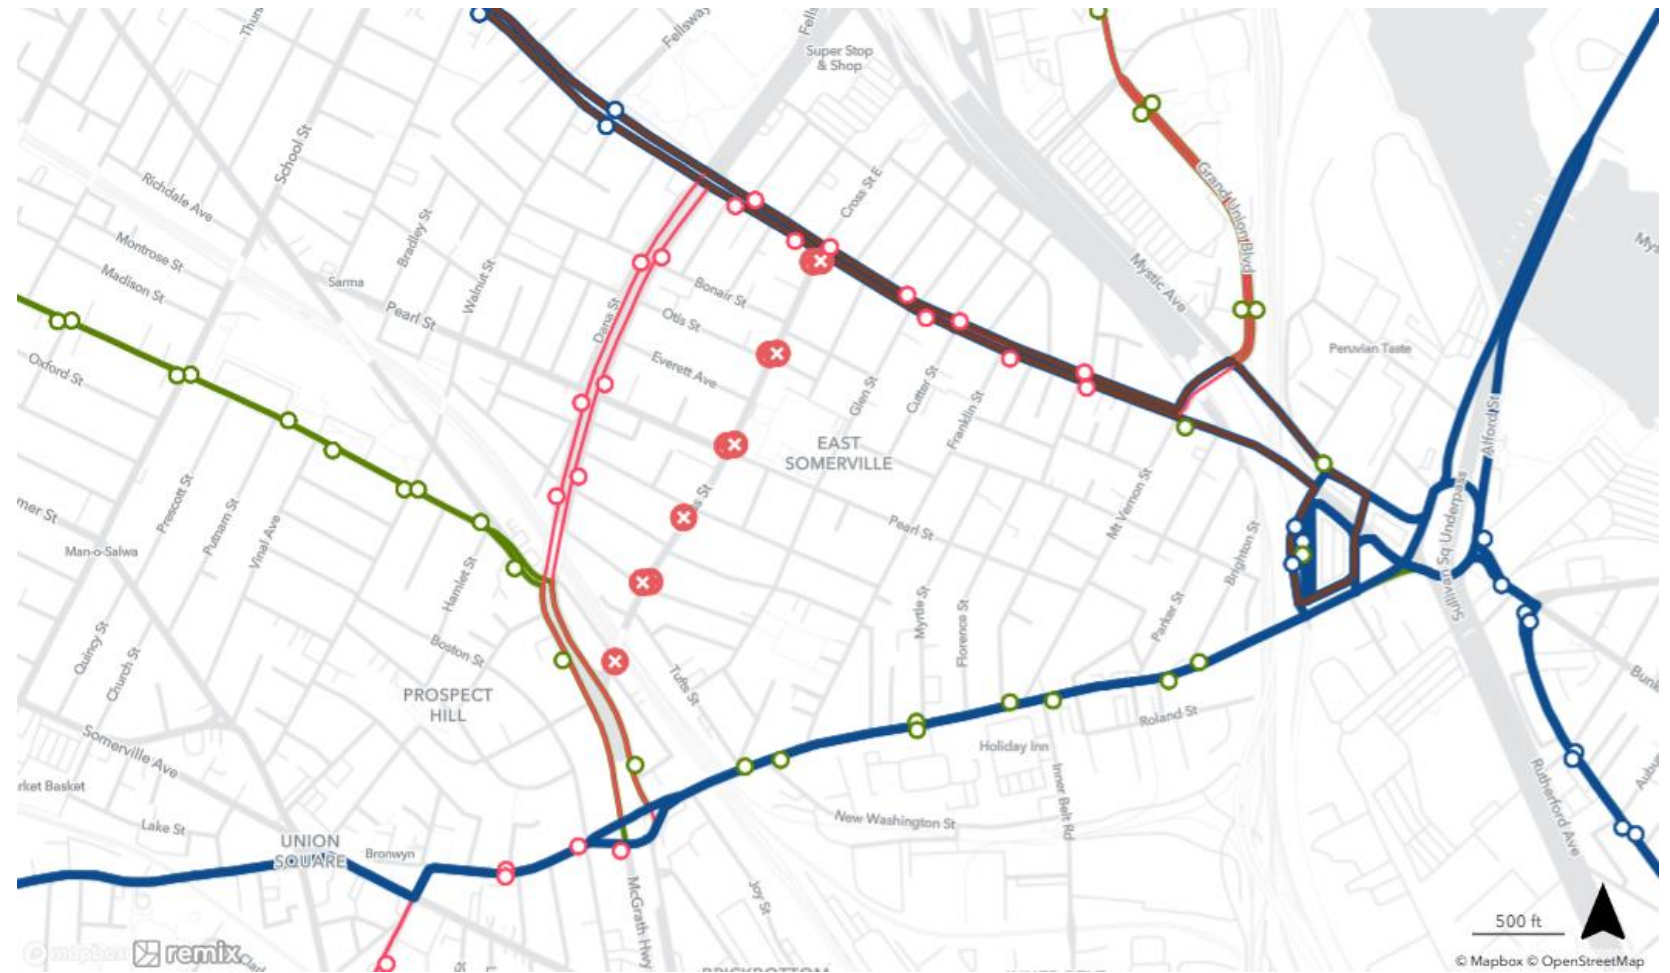 Fellsway
Super Stop
& Shop
School St
Cross St E
Richdale Ave
Grand Union Blvd
Bradley St
Montrose St
Mystic Ave
Madison St
Sarma
Walnut St
Bonair St
Pearl St
Dana St
Otis St
Peruvian Taste
Oxford St
Everett Ave
Glen St
Cutter St
Franklin St
Alford St
EAST
SOMERVILLE
Prescott St
Putnam St
Mt Vernon St
Vinal Ave
Pearl St
Brighton St
Sullivan Sq Underpass
Man-o-Salwa
Hamlet St
Myrtle St
Florence St
Parker St
Quincy St
Church St
Boston St
Tufts St
PROSPECT
HILL
Roland St
Somerville Ave
Holiday Inn
Inner Belt Rd
Rutherford Ave
New Washington St
Lake St
UNION
SQUARE
Bronwyn
McGrath Hwy
Joy St
500 ft
mapbox
remix
© Mapbox © OpenStreetMap